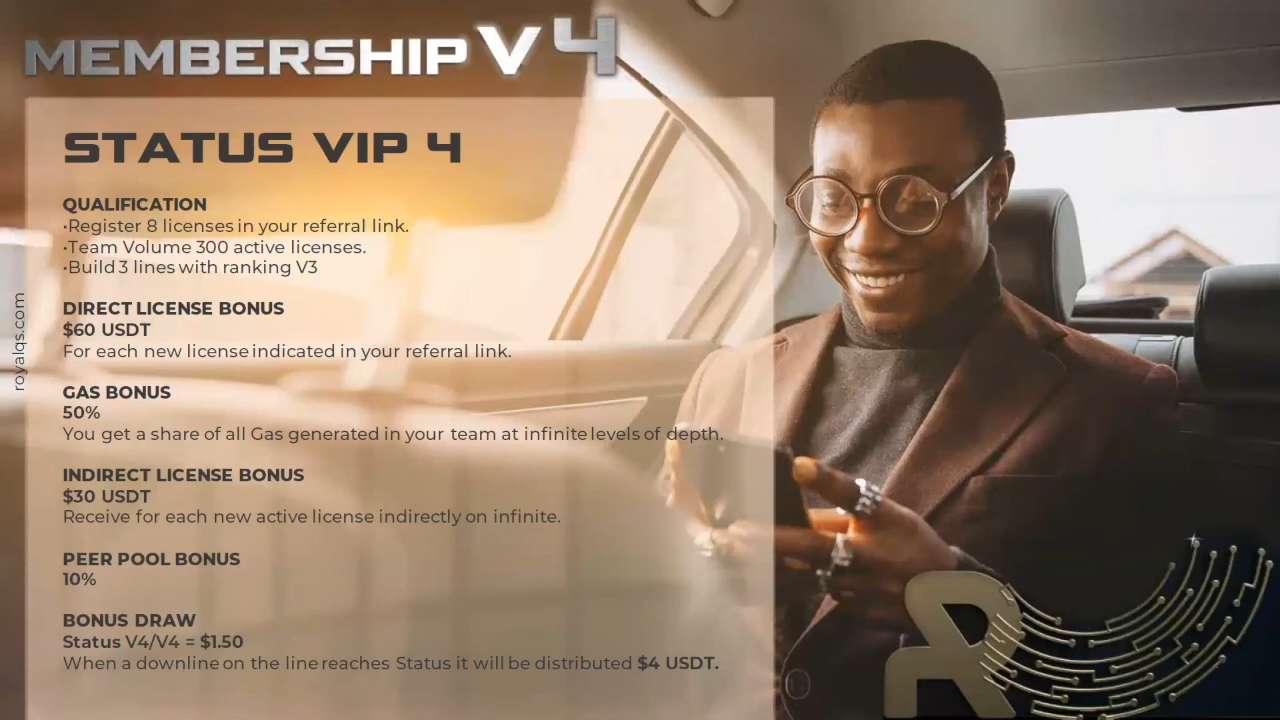 MEMBERSHIP V4
STATUS VIP 4
QUALIFICATION
•Register 8 licenses in your referral link.
•Team Volume 300 active licenses.
•Build 3 lines with ranking V3
DIRECT LICENSE BONUS
$60 USDT
For each new license indicated in your referral link.
GAS BONUS
50%
You get a share of all Gas generated in your team at infinite levels of depth.
INDIRECT LICENSE BONUS
$30 USDT
Receive for each new active license indirectly on infinite.
PEER POOL BONUS
10%
BONUS DRAW
Status V4/V4 = $1.50
When a downline on the line reaches Status it will be distributed $4 USDT.
royalqs.com